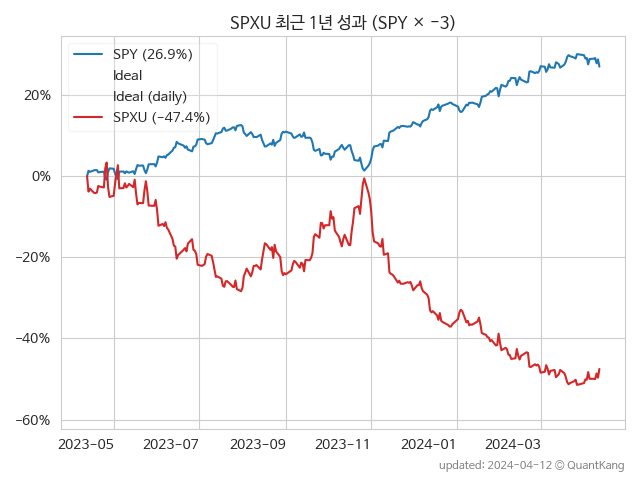 SPXU 최근 1년 성과 (SPY × −3)
SPY (26.9%)
Ideal
Ideal (daily)
SPXU (−47.4%)
20%
0%
−20%
−40%
−60%
2023−05
2023−07
2023−09
2023−11
2024−01
2024−03
updated: 2024−04−12 © QuantKang